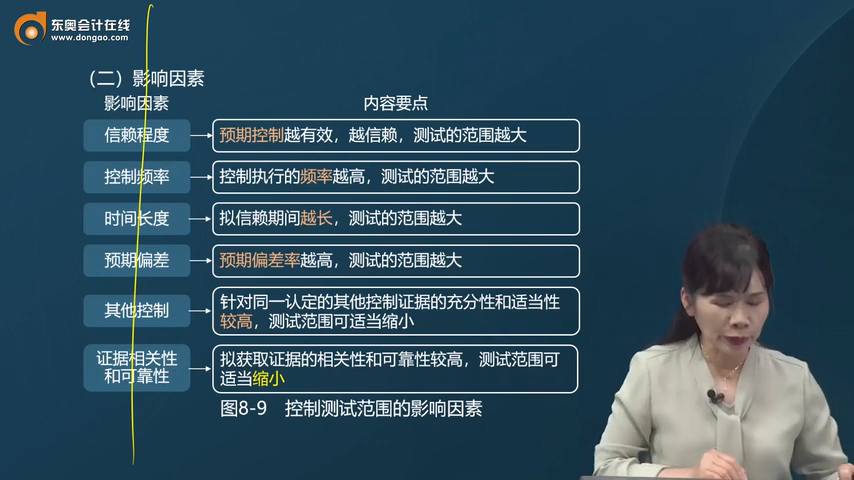 东奥会计在线
www.dongao.com
（二）影响因素
影响因素
内容要点
信赖程度
预期控制越有效，越信赖，测试的范围越大
控制频率
控制执行的频率越高，测试的范围越大
时间长度
拟信赖期间越长，测试的范围越大
预期偏差
预期偏差率越高，测试的范围越大
其他控制
针对同一认定的其他控制证据的充分性和适当性
较高，测试范围可适当缩小
证据相关性
和可靠性
拟获取证据的相关性和可靠性较高，测试范围可
适当缩小
图8-9 控制测试范围的影响因素